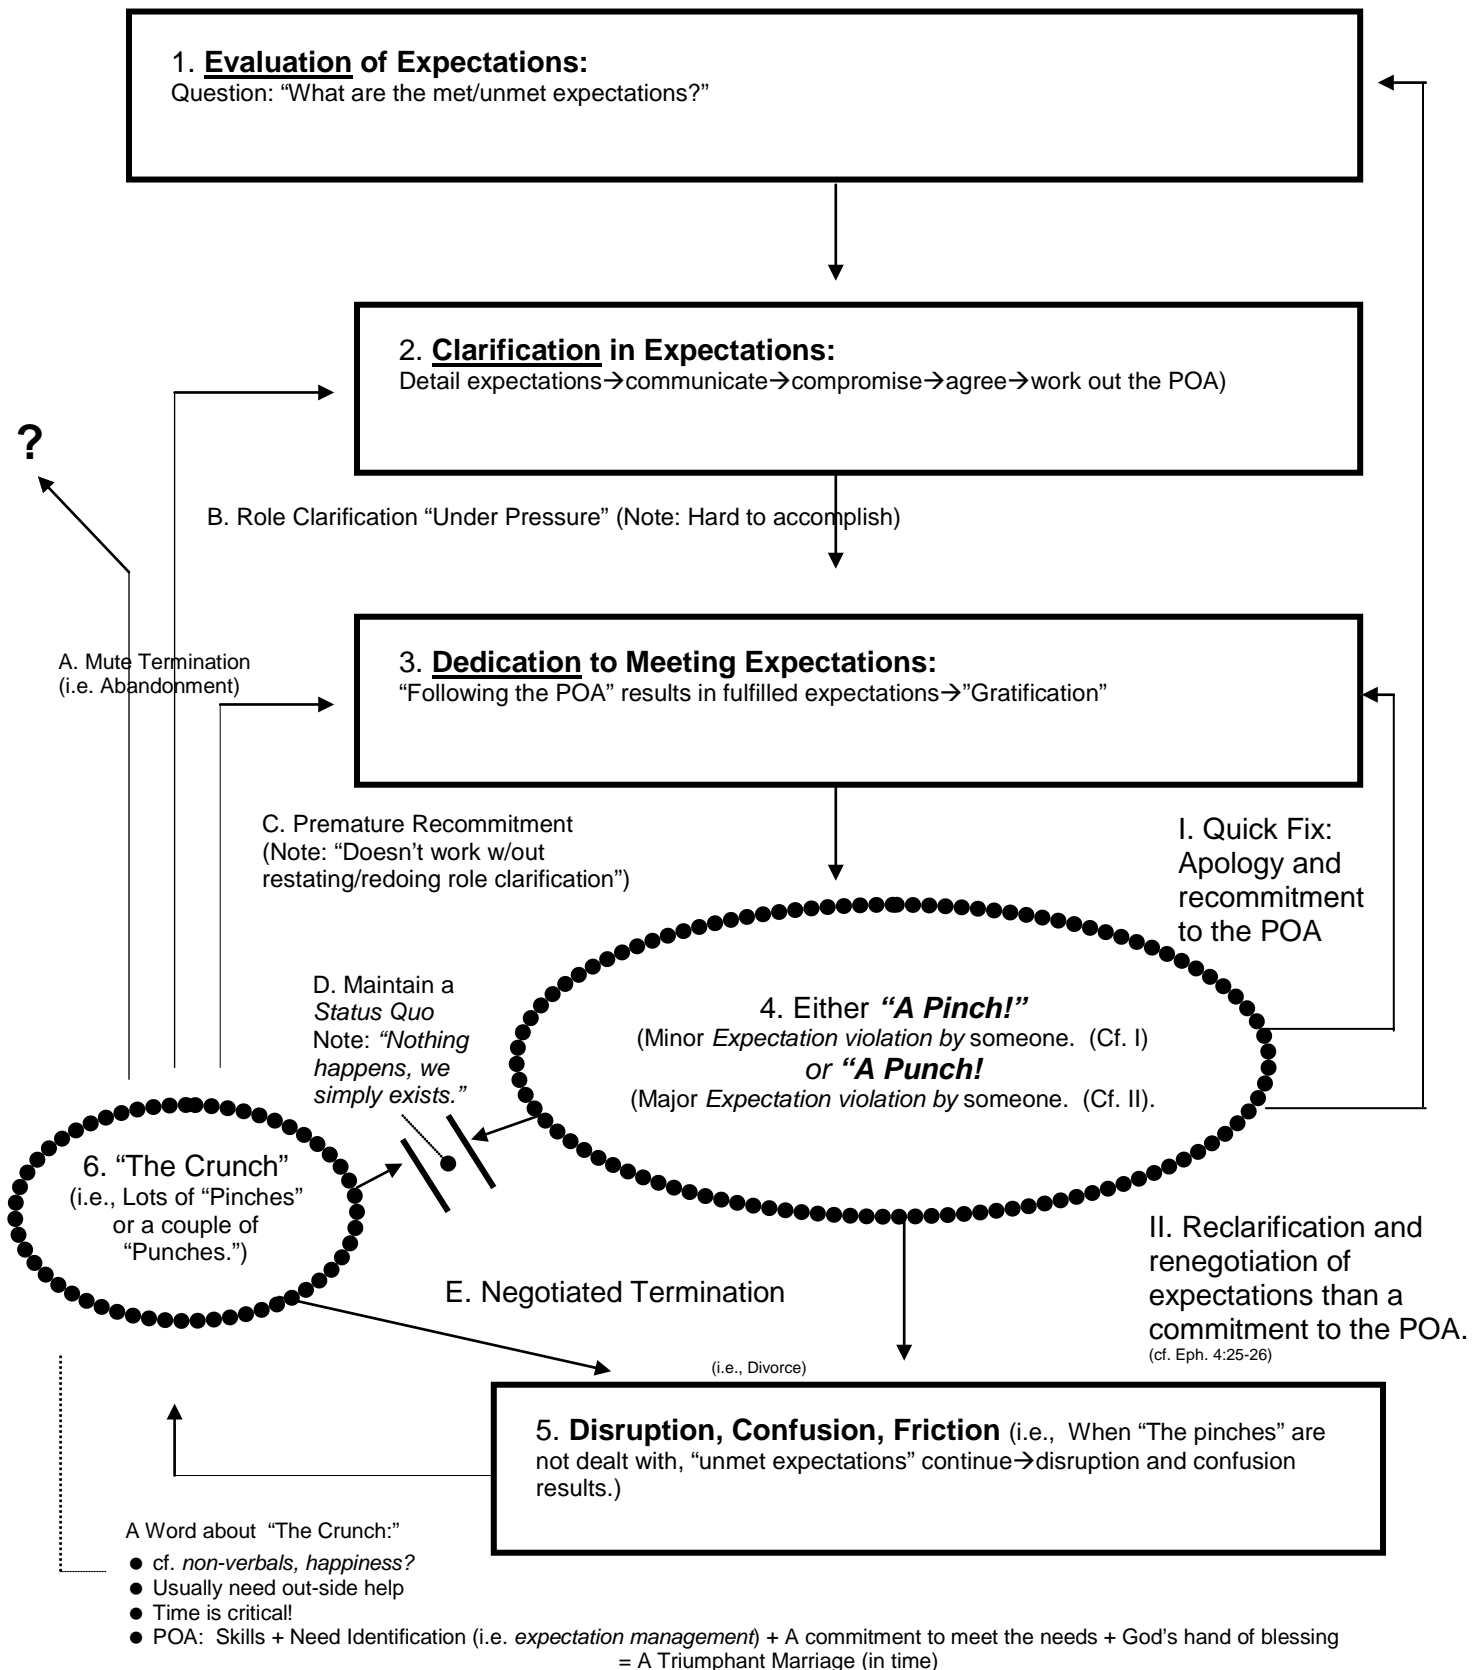 1. Evaluation of Expectations:
Question: “What are the met/unmet expectations?”
2. Clarification in Expectations:
Detail expectations→communicate→compromise→agree→work out the POA)
?
B. Role Clarification “Under Pressure” (Note: Hard to accomplish)
A. Mute Termination
(i.e. Abandonment)
3. Dedication to Meeting Expectations:
“Following the POA” results in fulfilled expectations→”Gratification”
C. Premature Recommitment
(Note: “Doesn’t work w/out
restating/redoing role clarification”)
I. Quick Fix:
Apology and
recommitment
to the POA
D. Maintain a
Status Quo
Note: “Nothing
happens, we
simply exists.”
4. Either “A Pinch!”
(Minor Expectation violation by someone. (Cf. I)
or “A Punch!
(Major Expectation violation by someone. (Cf. II).
6. “The Crunch”
(i.e., Lots of “Pinches”
or a couple of
“Punches.”)
II. Reclarification and
renegotiation of
expectations than a
commitment to the POA.
(cf. Eph. 4:25-26)
E. Negotiated Termination
(i.e., Divorce)
5. Disruption, Confusion, Friction (i.e., When “The pinches” are
not dealt with, “unmet expectations” continue→disruption and confusion
results.)
A Word about “The Crunch:”
● cf. non-verbals, happiness?
● Usually need out-side help
● Time is critical!
● POA: Skills + Need Identification (i.e. expectation management) + A commitment to meet the needs + God’s hand of blessing
= A Triumphant Marriage (in time)